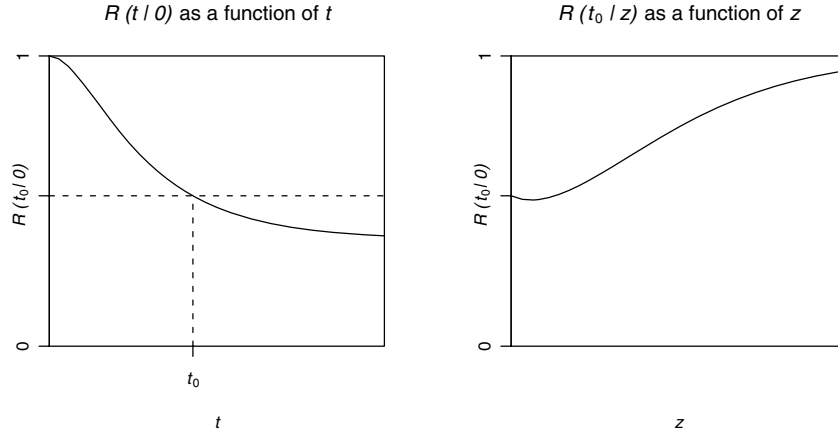 R (t / 0) as a function of t
1
R (t₀ / 0)
0
t₀
t
R (t₀ / z) as a function of z
1
R (t₀ / 0)
0
z